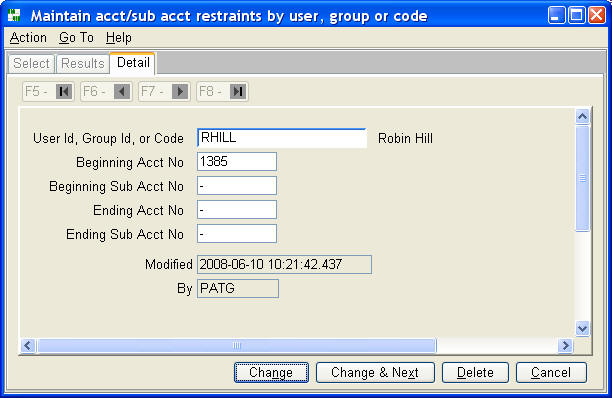 Maintain acct/sub acct restraints by user, group or code
Action Go To Help
Select Results Detail
F5 - F6 - F7 - F8 -
User Id, Group Id, or Code RHILL Robin Hill
Beginning Acct No 1385
Beginning Sub Acct No -
Ending Acct No -
Ending Sub Acct No -
Modified 2008-06-10 10:21:42.437
By PATG
Change Change & Next Delete Cancel